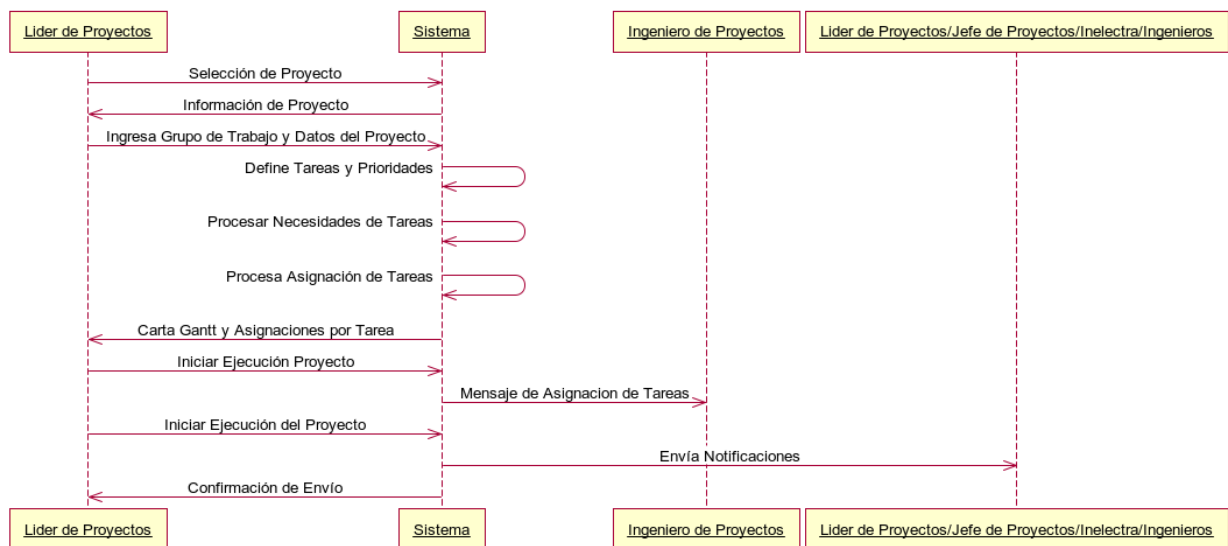 Lider de Proyectos
Sistema
Ingeniero de Proyectos
Lider de Proyectos/Jefe de Proyectos/Inelectra/Ingenieros
Selección de Proyecto
Información de Proyecto
Ingresa Grupo de Trabajo y Datos del Proyecto
Define Tareas y Prioridades
Procesar Necesidades de Tareas
Procesa Asignación de Tareas
Carta Gantt y Asignaciones por Tarea
Iniciar Ejecución Proyecto
Mensaje de Asignacion de Tareas
Iniciar Ejecución del Proyecto
Envía Notificaciones
Confirmación de Envío
Lider de Proyectos
Sistema
Ingeniero de Proyectos
Lider de Proyectos/Jefe de Proyectos/Inelectra/Ingenieros